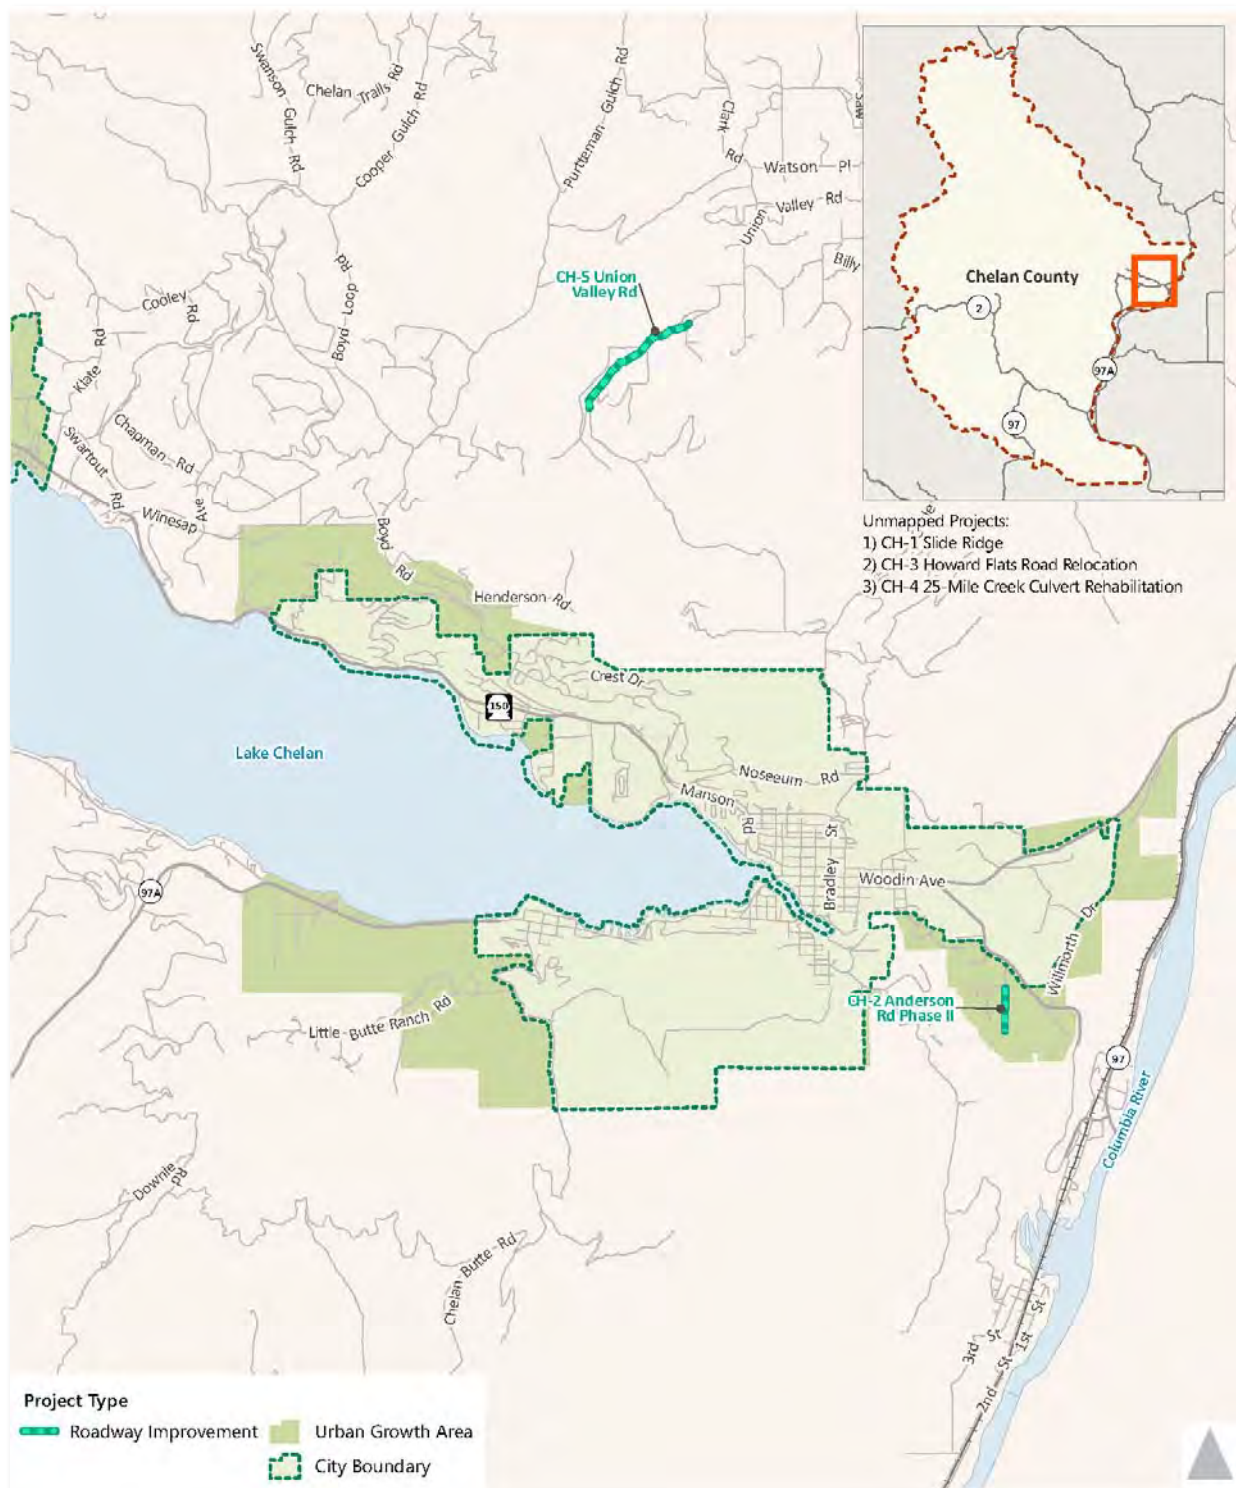 Swanson Gulch Rd
Chelan Trails Rd
Cooper Gulch Rd
Purtteman Gulch Rd
Clark Rd
Watson Pl
Union Valley Rd
Billy
Chelan County
2
97A
97
CH-5 Union
Valley Rd
Cooley Rd
Boyd Loop Rd
Klate Rd
Chapman Rd
Swartout Rd
Winesap Ave
Unmapped Projects:
1) CH-1 Slide Ridge
2) CH-3 Howard Flats Road Relocation
3) CH-4 25-Mile Creek Culvert Rehabilitation
Boyd Rd
Henderson Rd
Crest Dr
150
Lake Chelan
Noseeum Rd
Manson Rd
Bradley St
Woodin Ave
97A
Willmorth Dr
CH-2 Anderson
Rd Phase II
Little Butte Ranch Rd
97
Columbia River
Downie Rd
Chelan Butte Rd
3rd St
1st St
2nd St
Project Type
Roadway Improvement
Urban Growth Area
City Boundary